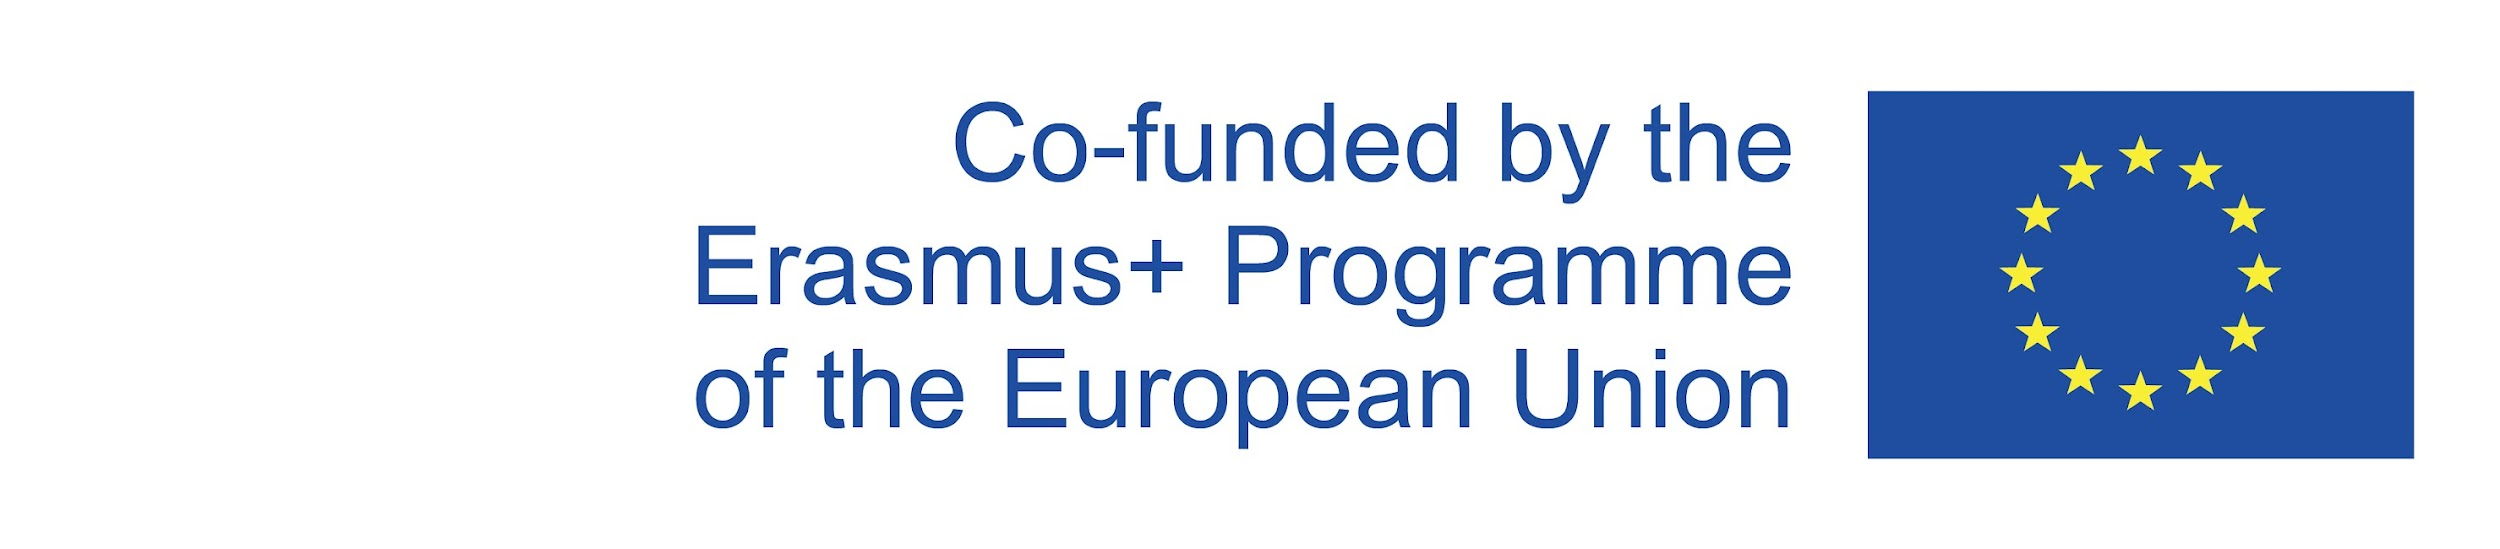 Co-funded by the
Erasmus+ Programme
of the European Union